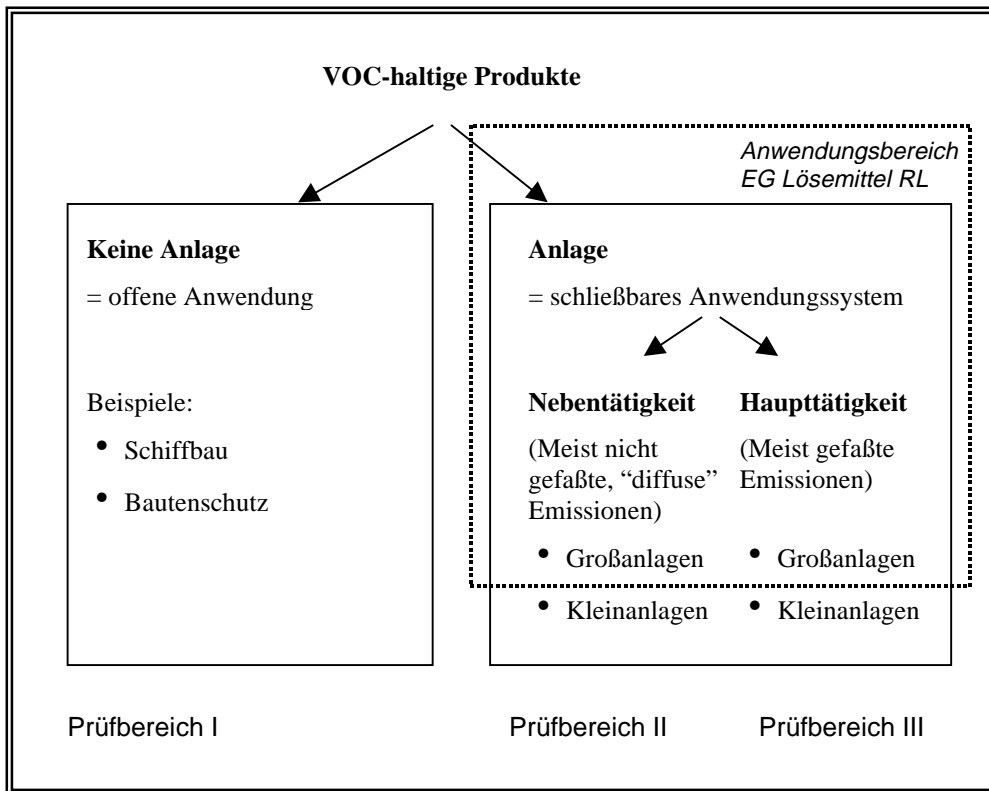 VOC-haltige Produkte
Anwendungsbereich
EG Lösemittel RL
Keine Anlage
= offene Anwendung
Beispiele:
• Schiffbau
• Bautenschutz
Anlage
= schließbares Anwendungssystem
Nebentätigkeit
(Meist nicht
gefaßte, “diffuse”
Emissionen)
• Großanlagen
• Kleinanlagen
Haupttätigkeit
(Meist gefaßte
Emissionen)
• Großanlagen
• Kleinanlagen
Prüfbereich I
Prüfbereich II
Prüfbereich III